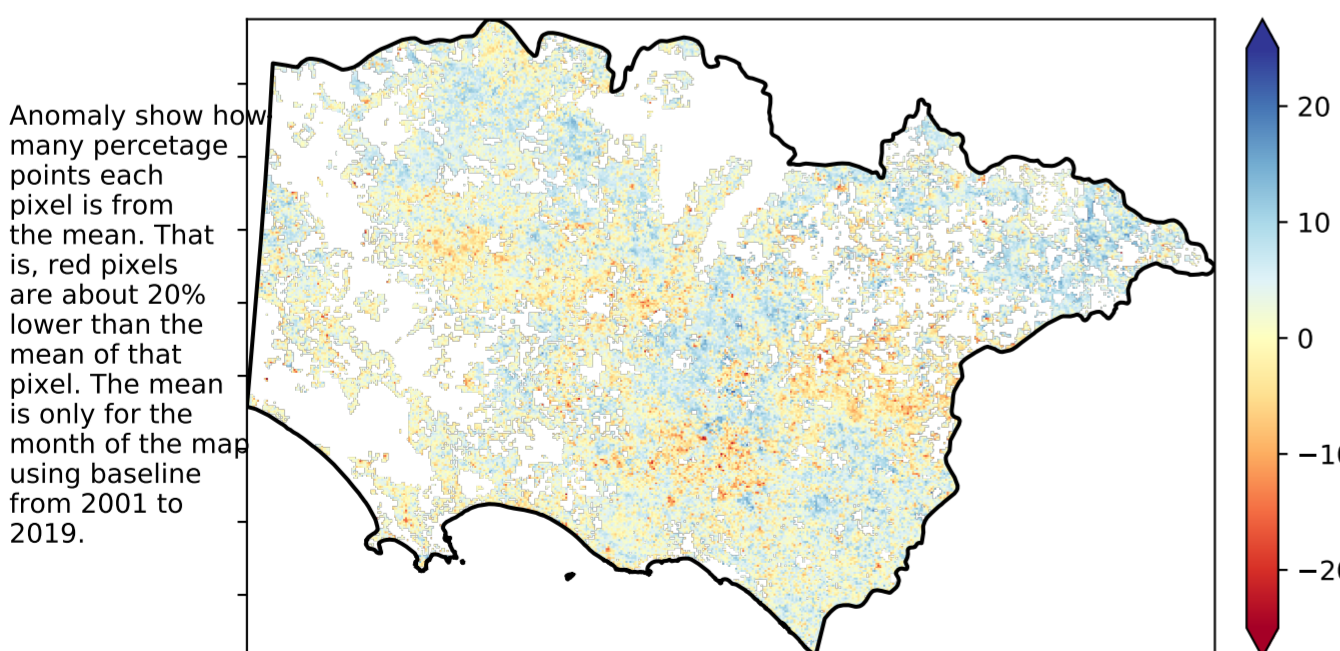 Anomaly show how
many percetage
points each
pixel is from
the mean. That
is, red pixels
are about 20%
lower than the
mean of that
pixel. The mean
is only for the
month of the map
using baseline
from 2001 to
2019.
20
10
0
−10
−20